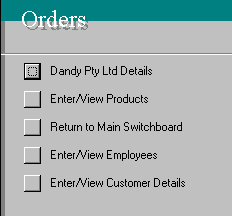 Orders
Dandy Pty Ltd Details
Enter/View Products
Return to Main Switchboard
Enter/View Employees
Enter/View Customer Details